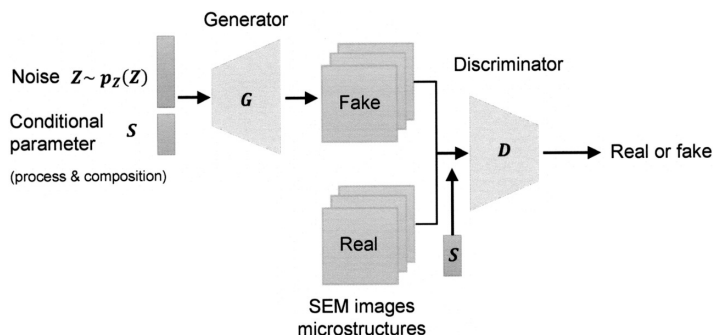 Generator
Noise Z~ p_Z(Z)
G
Fake
Discriminator
D
Real or fake
Conditional
parameter S
(process & composition)
Real
S
SEM images
microstructures